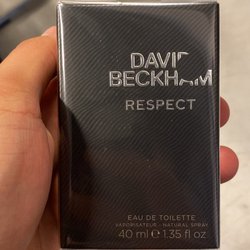 DAVID
BECKHAM
RESPECT
EAU DE TOILETTE
VAPORISATEUR - NATURAL SPRAY
40 ml ℮ 1.35 fl oz